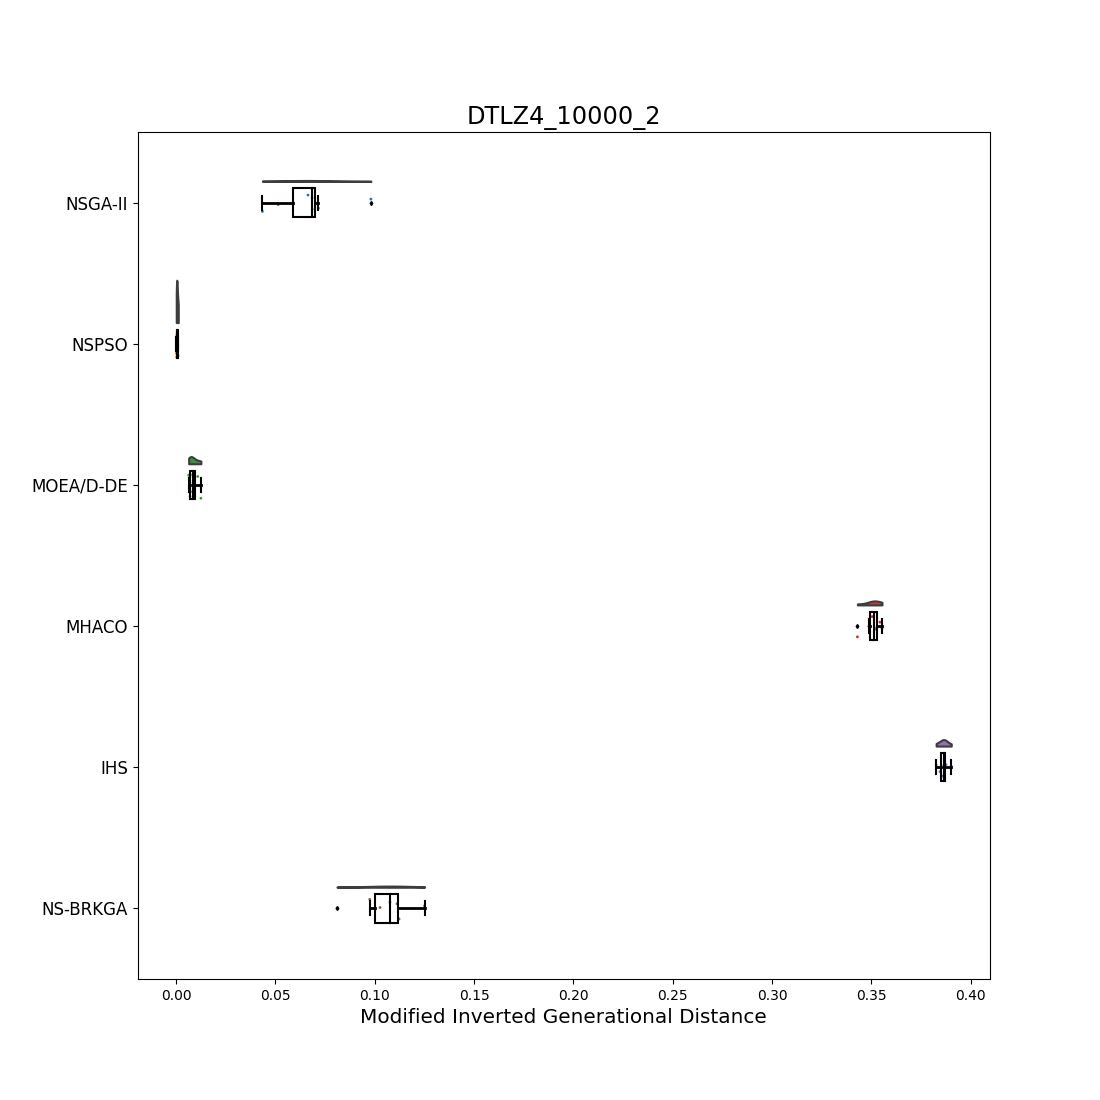 DTLZ4_10000_2
NSGA-II
NSPSO
MOEA/D-DE
MHACO
IHS
NS-BRKGA
0.00 0.05 0.10 0.15 0.20 0.25 0.30 0.35 0.40
Modified Inverted Generational Distance